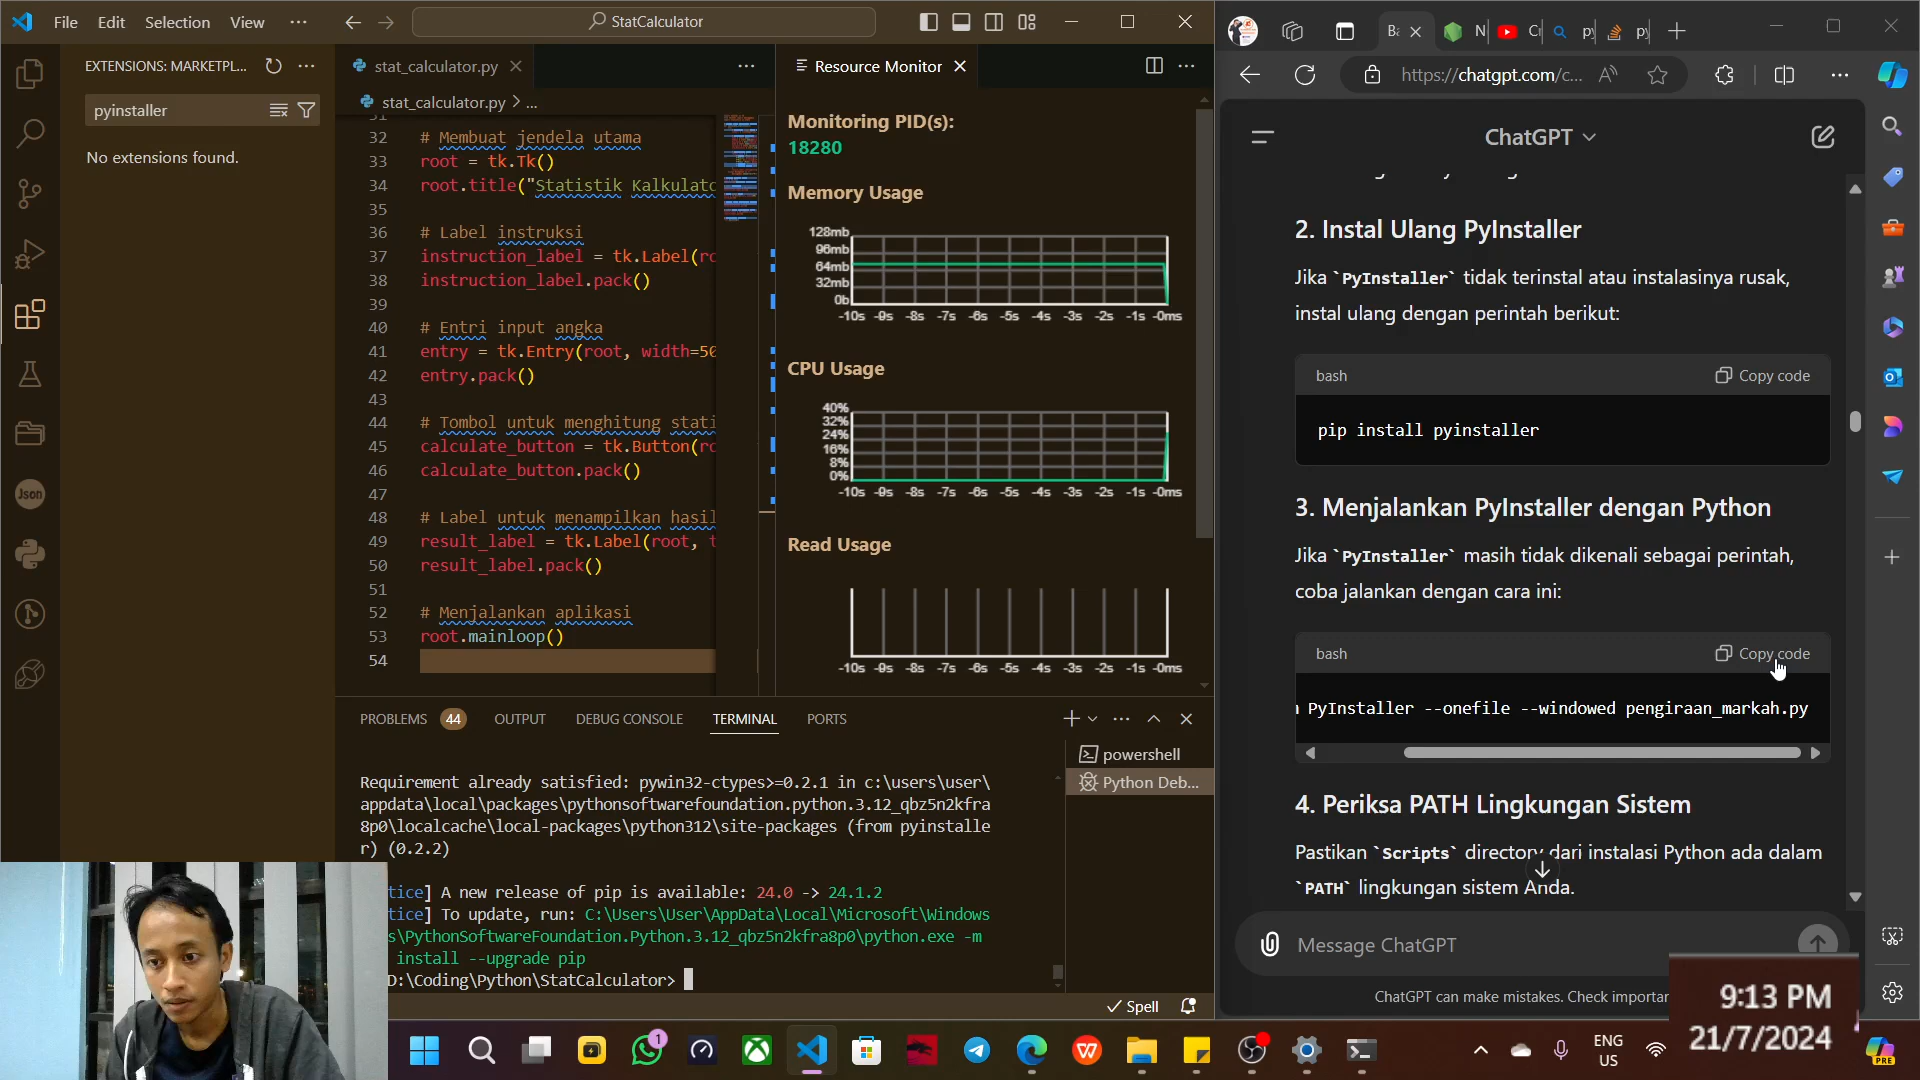 File Edit Selection View ··· StatCalculator
EXTENSIONS: MARKETPL...
pyinstaller
No extensions found.
stat_calculator.py
stat_calculator.py > ...
32 # Membuat jendela utama
33 root = tk.Tk()
34 root.title("Statistik Kalkulato
35
36 # Label instruksi
37 instruction_label = tk.Label(ro
38 instruction_label.pack()
39
40 # Entri input angka
41 entry = tk.Entry(root, width=50
42 entry.pack()
43
44 # Tombol untuk menghitung stati
45 calculate_button = tk.Button(ro
46 calculate_button.pack()
47
48 # Label untuk menampilkan hasil
49 result_label = tk.Label(root, t
50 result_label.pack()
51
52 # Menjalankan aplikasi
53 root.mainloop()
54
Resource Monitor
Monitoring PID(s):
18280
Memory Usage
128mb
96mb
64mb
32mb
0b
-10s -9s -8s -7s -6s -5s -4s -3s -2s -1s -0ms
CPU Usage
40%
32%
24%
16%
8%
0%
-10s -9s -8s -7s -6s -5s -4s -3s -2s -1s -0ms
Read Usage
-10s -9s -8s -7s -6s -5s -4s -3s -2s -1s -0ms
PROBLEMS 44 OUTPUT DEBUG CONSOLE TERMINAL PORTS
powershell
Python Deb...
Requirement already satisfied: pywin32-ctypes>=0.2.1 in c:\users\user\
appdata\local\packages\pythonsoftwarefoundation.python.3.12_qbz5n2kfra
8p0\localcache\local-packages\python312\site-packages (from pyinstalle
r) (0.2.2)
tice] A new release of pip is available: 24.0 -> 24.1.2
tice] To update, run: C:\Users\User\AppData\Local\Microsoft\Windows
s\PythonSoftwareFoundation.Python.3.12_qbz5n2kfra8p0\python.exe -m
install --upgrade pip
D:\Coding\Python\StatCalculator>
Spell
Json
https://chatgpt.com/c...
ChatGPT
2. Instal Ulang PyInstaller
Jika `PyInstaller` tidak terinstal atau instalasinya rusak,
instal ulang dengan perintah berikut:
bash Copy code
pip install pyinstaller
3. Menjalankan PyInstaller dengan Python
Jika `PyInstaller` masih tidak dikenali sebagai perintah,
coba jalankan dengan cara ini:
bash Copy code
PyInstaller --onefile --windowed pengiraan_markah.py
4. Periksa PATH Lingkungan Sistem
Pastikan `Scripts` directory dari instalasi Python ada dalam
`PATH` lingkungan sistem Anda.
Message ChatGPT
ChatGPT can make mistakes. Check importan
1
ENG
US
9:13 PM
21/7/2024
PRE